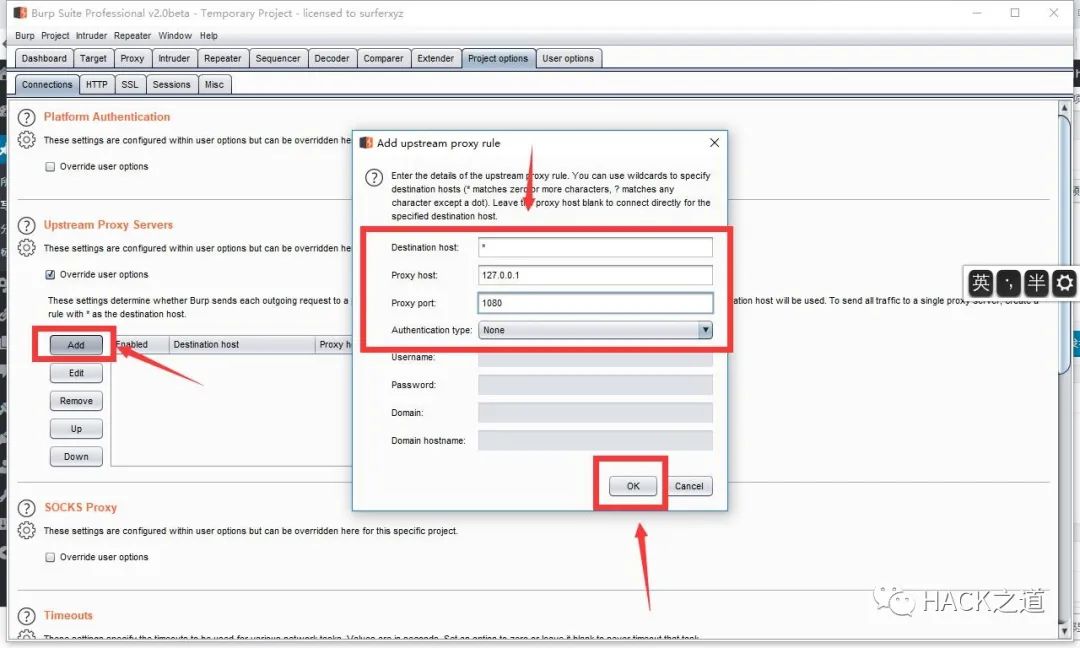 Burp Suite Professional v2.0beta - Temporary Project - licensed to surferxyz
Burp Project Intruder Repeater Window Help
Dashboard Target Proxy Intruder Repeater Sequencer Decoder Comparer Extender Project options User options
Connections HTTP SSL Sessions Misc
Platform Authentication
These settings are configured within user options but can be overridden he
Override user options
Upstream Proxy Servers
These settings are configured within user options but can be overridden he
Override user options
These settings determine whether Burp sends each outgoing request to a
ation host will be used. To send all traffic to a single proxy server, create a
rule with * as the destination host.
Add
Enabled Destination host Proxy h
Edit
Remove
Up
Down
Add upstream proxy rule
Enter the details of the upstream proxy rule. You can use wildcards to specify
destination hosts (* matches zero or more characters, ? matches any
character except a dot). Leave proxy host blank to connect directly for the
specified destination host.
Destination host: *
Proxy host: 127.0.0.1
Proxy port: 1080
Authentication type: None
Username:
Password:
Domain:
Domain hostname:
OK Cancel
SOCKS Proxy
These settings are configured within user options but can be overridden here for this specific project.
Override user options
Timeouts
These settings specify the timeouts to be used for various network tasks. Values are in seconds. Set an option to zero or leave it blank to never timeout that task.
英 半
HACK之道